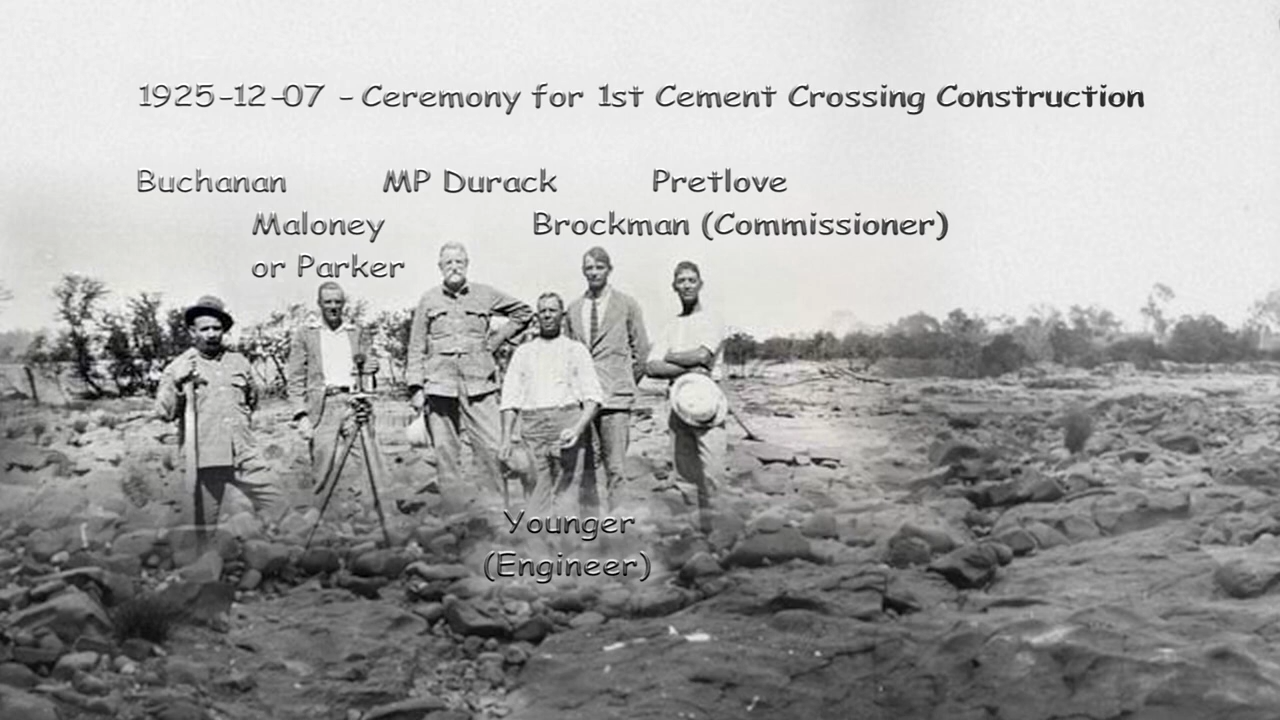 1925-12-07 - Ceremony for 1st Cement Crossing Construction
Buchanan MP Durack Pretlove
Maloney Brockman (Commissioner)
or Parker
Younger
(Engineer)